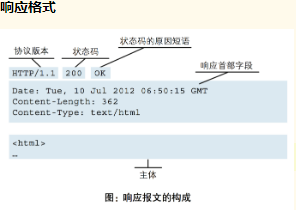 响应格式
协议版本
状态码
状态码的原因短语
HTTP/1.1 200 OK
响应首部字段
Date: Tue, 10 Jul 2012 06:50:15 GMT
Content-Length: 362
Content-Type: text/html
<html>
…
主体
图：响应报文的构成